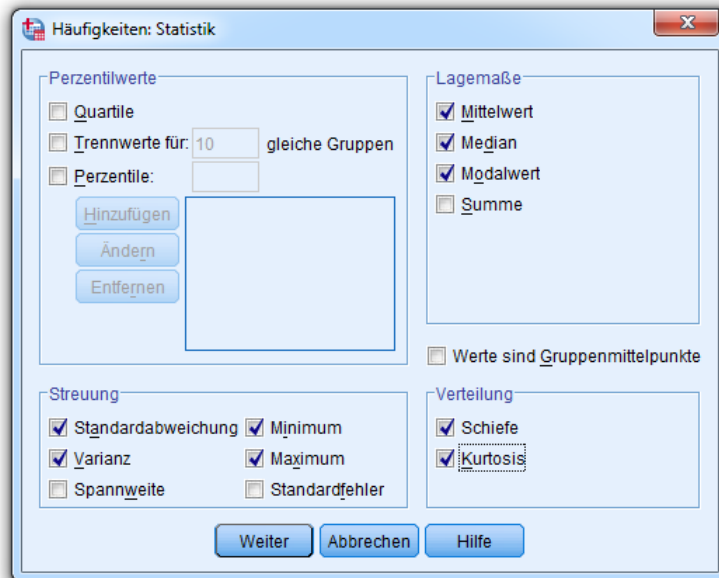 Häufigkeiten: Statistik
Perzentilwerte
Quartile
Trennwerte für: 10 gleiche Gruppen
Perzentile:
Hinzufügen
Ändern
Entfernen
Lagemaße
Mittelwert
Median
Modalwert
Summe
Werte sind Gruppenmittelpunkte
Streuung
Standardabweichung Minimum
Varianz Maximum
Spannweite Standardfehler
Verteilung
Schiefe
Kurtosis
Weiter Abbrechen Hilfe